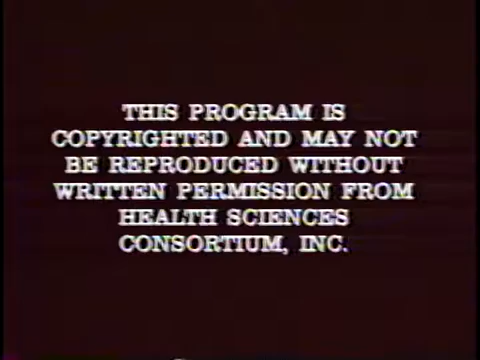 THIS PROGRAM IS
COPYRIGHTED AND MAY NOT
BE REPRODUCED WITHOUT
WRITTEN PERMISSION FROM
HEALTH SCIENCES
CONSORTIUM, INC.